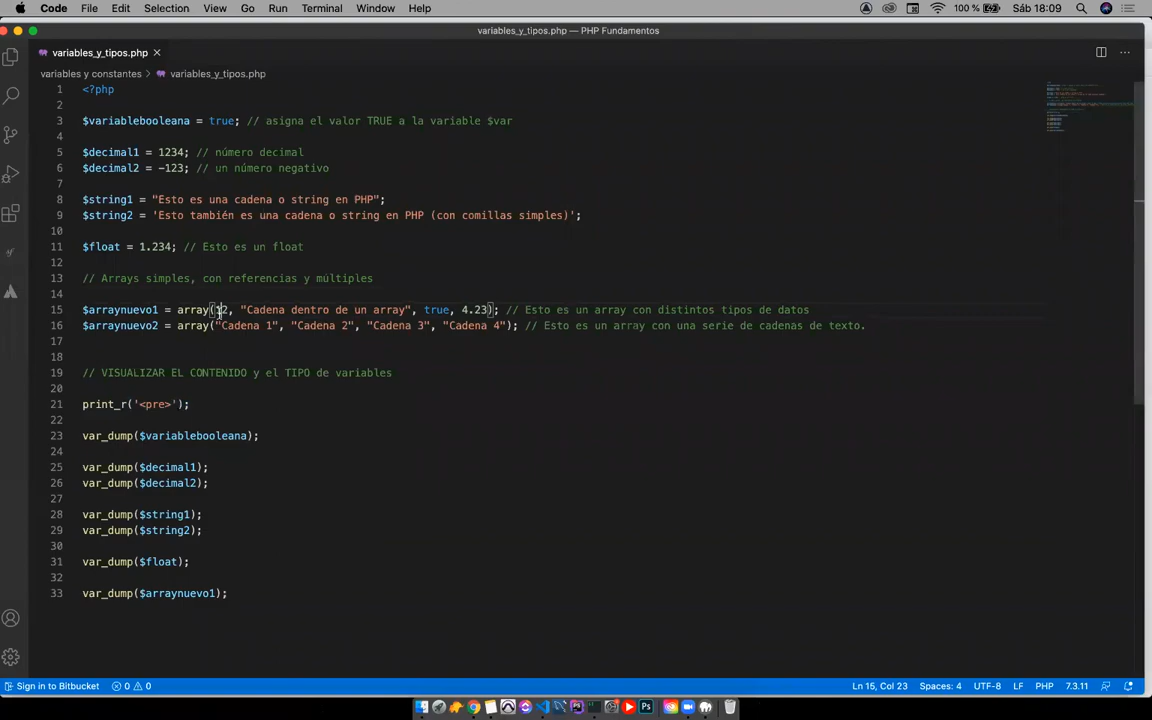 Code File Edit Selection View Go Run Terminal Window Help 100 % Sáb 18:09
variables_y_tipos.php — PHP Fundamentos
variables_y_tipos.php
variables y constantes > variables_y_tipos.php
1 <?php
2
3 $variablebooleana = true; // asigna el valor TRUE a la variable $var
4
5 $decimal1 = 1234; // número decimal
6 $decimal2 = -123; // un número negativo
7
8 $string1 = "Esto es una cadena o string en PHP";
9 $string2 = 'Esto también es una cadena o string en PHP (con comillas simples)';
10
11 $float = 1.234; // Esto es un float
12
13 // Arrays simples, con referencias y múltiples
14
15 $arraynuevo1 = array(12, "Cadena dentro de un array", true, 4.23); // Esto es un array con distintos tipos de datos
16 $arraynuevo2 = array("Cadena 1", "Cadena 2", "Cadena 3", "Cadena 4"); // Esto es un array con una serie de cadenas de texto.
17
18
19 // VISUALIZAR EL CONTENIDO y el TIPO de variables
20
21 print_r('<pre>');
22
23 var_dump($variablebooleana);
24
25 var_dump($decimal1);
26 var_dump($decimal2);
27
28 var_dump($string1);
29 var_dump($string2);
30
31 var_dump($float);
32
33 var_dump($arraynuevo1);
Sign in to Bitbucket 0 0 Ln 15, Col 23 Spaces: 4 UTF-8 LF PHP 7.3.11
Ps